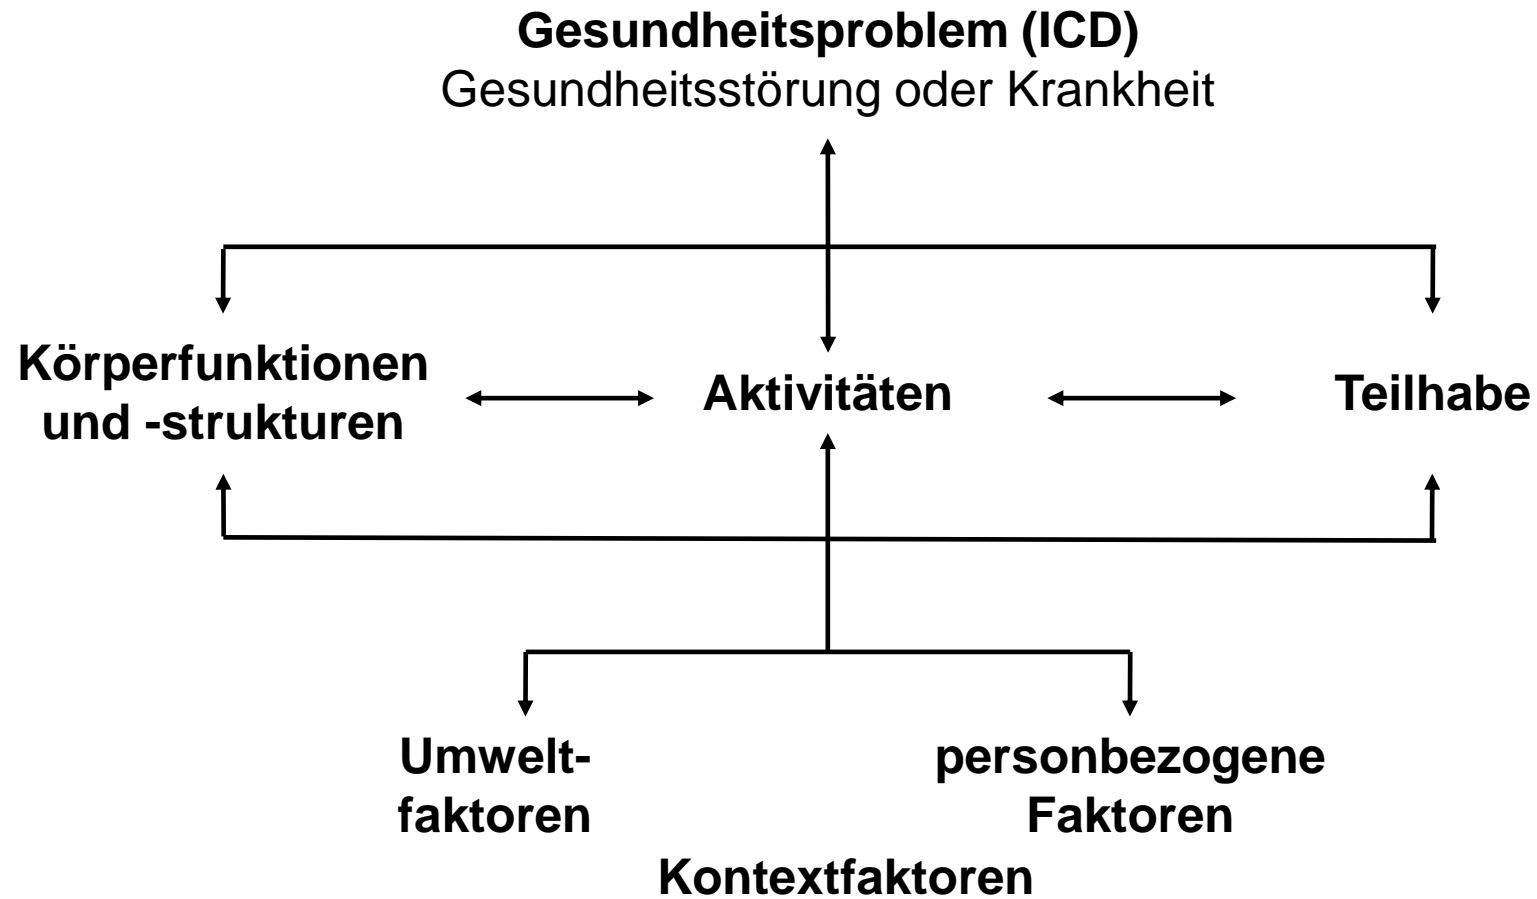 Gesundheitsproblem (ICD)
Gesundheitsstörung oder Krankheit
Körperfunktionen
und -strukturen
Aktivitäten
Teilhabe
Umwelt-
faktoren
personbezogene
Faktoren
Kontextfaktoren